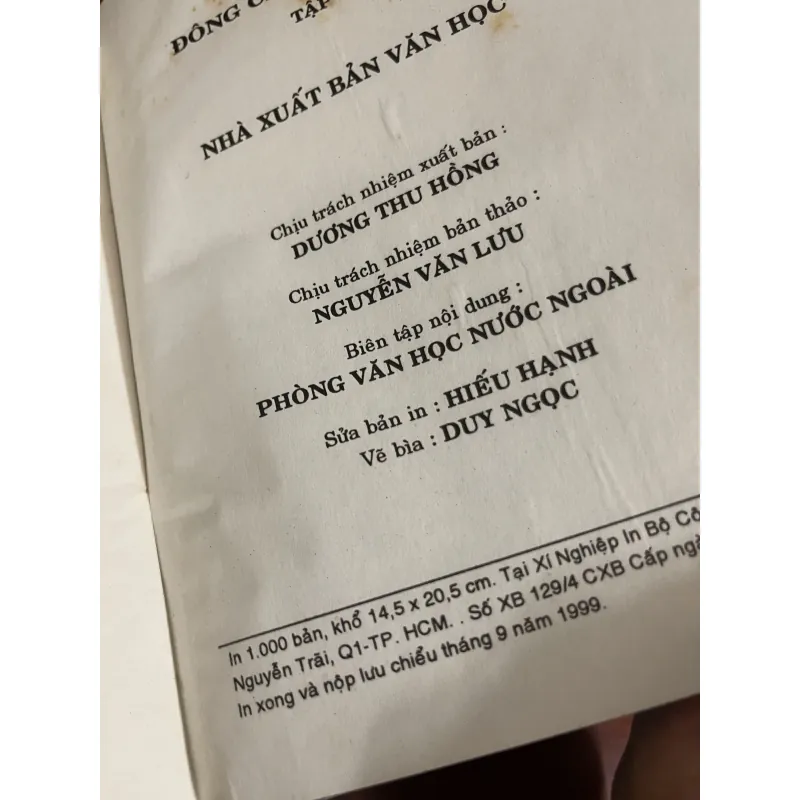 ĐÔNG
TẬP
NHÀ XUẤT BẢN VĂN HỌC
Chịu trách nhiệm xuất bản :
DƯƠNG THU HỒNG
Chịu trách nhiệm bản thảo :
NGUYỄN VĂN LƯU
Biên tập nội dung :
PHÒNG VĂN HỌC NƯỚC NGOÀI
Sửa bản in : HIẾU HẠNH
Vẽ bìa : DUY NGỌC
In 1.000 bản, khổ 14,5 x 20,5 cm. Tại Xí Nghiệp In Bộ
Nguyễn Trãi, Q1-TP. HCM. . Số XB 129/4 CXB Cấp
In xong và nộp lưu chiểu tháng 9 năm 1999.